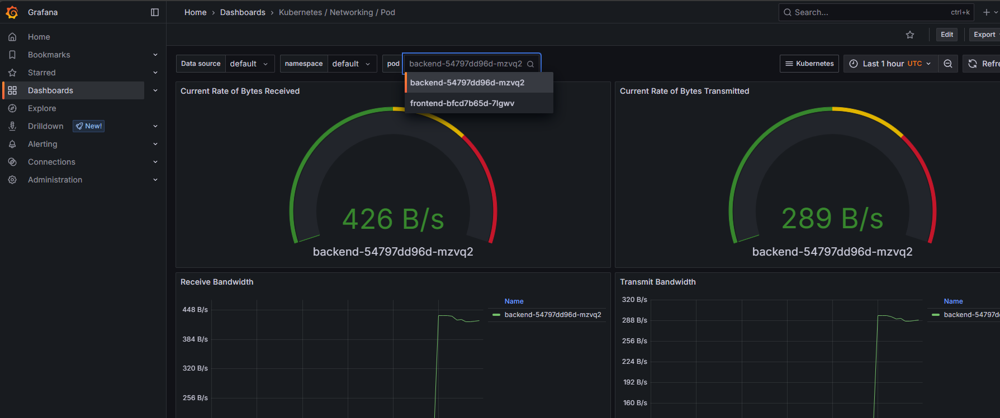 Grafana
Home › Dashboards › Kubernetes / Networking / Pod
Search...
ctrl+k
Home
Bookmarks
Starred
Dashboards
Explore
Drilldown
New!
Alerting
Connections
Administration
Edit
Export
Data source
default
namespace
default
pod
backend-54797dd96d-mzvq2
backend-54797dd96d-mzvq2
frontend-bfcd7b65d-7lgwv
Kubernetes
Last 1 hour UTC
Refre
Current Rate of Bytes Received
426 B/s
backend-54797dd96d-mzvq2
Current Rate of Bytes Transmitted
289 B/s
backend-54797dd96d-mzvq2
Receive Bandwidth
448 B/s
384 B/s
320 B/s
256 B/s
Name
backend-54797dd96d-mzvq2
Transmit Bandwidth
320 B/s
288 B/s
256 B/s
224 B/s
192 B/s
160 B/s
Name
backend-54797d